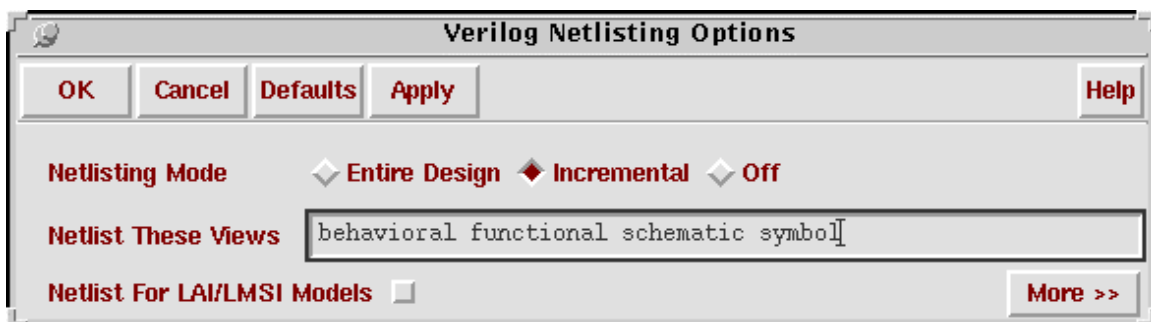 Verilog Netlisting Options
OK Cancel Defaults Apply Help
Netlisting Mode Entire Design Incremental Off
Netlist These Views behavioral functional schematic symbol
Netlist For LAI/LMSI Models More >>